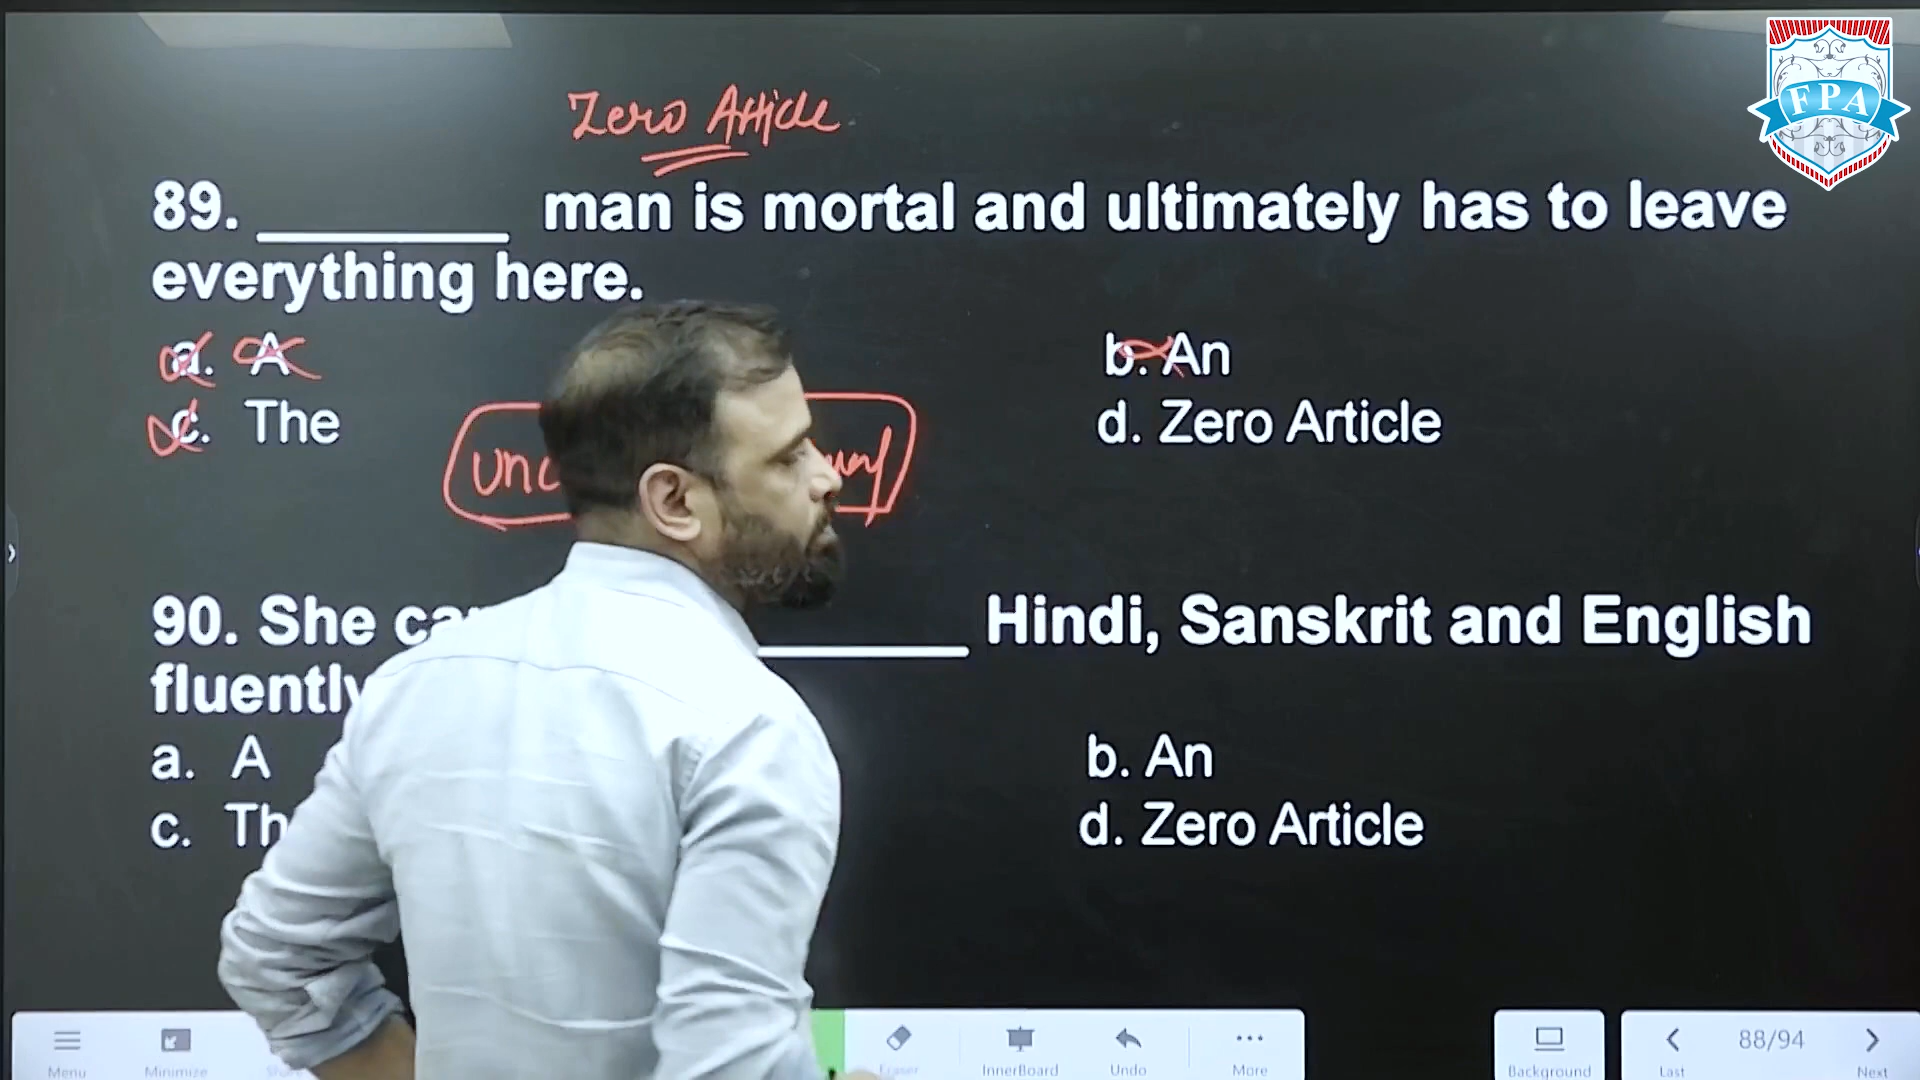 FPA
Zero Article
89. ________ man is mortal and ultimately has to leave
everything here.
a. A
b. An
c. The
d. Zero Article
90. She ________ Hindi, Sanskrit and English
fluently
a. A
b. An
c.
d. Zero Article
Menu
Minimize
Share
Eraser
InnerBoard
Undo
More
Background
Last
88/94
Next